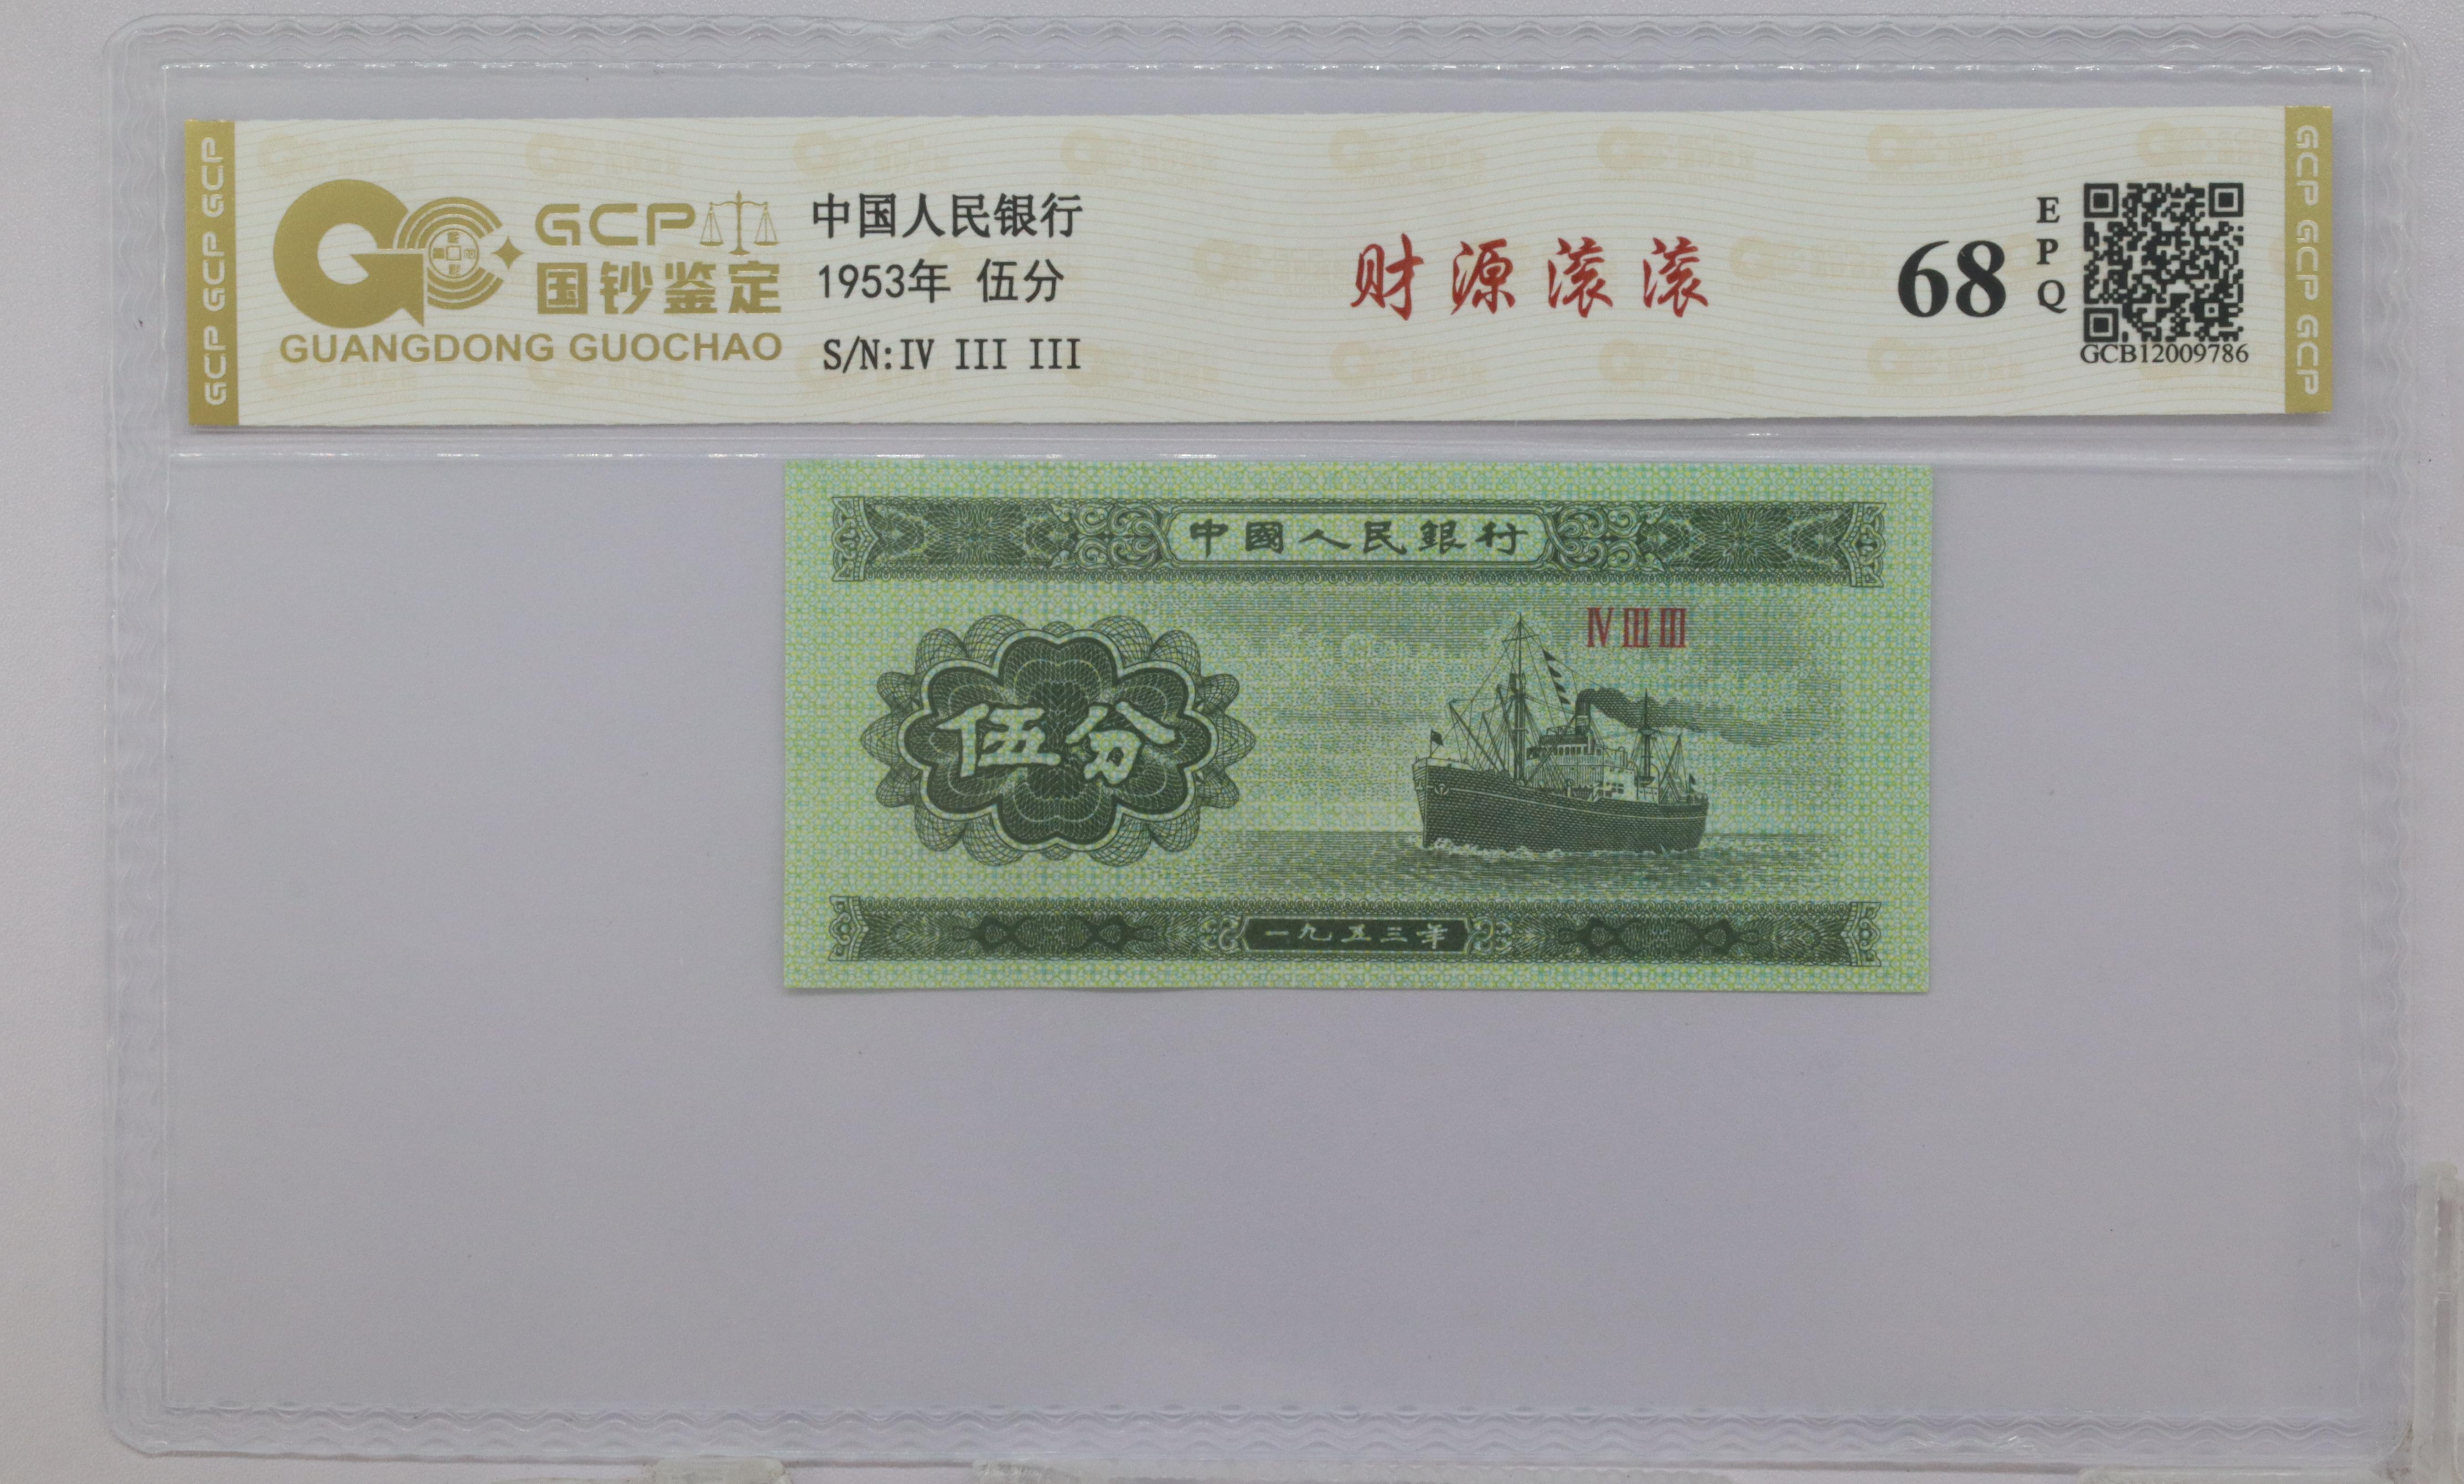 GCP GCP GCP
GCP
国钞鉴定
GUANGDONG GUOCHAO
中国人民银行
1953年 伍分
S/N:IV III III
财源滚滚
68
EPQ
GCB12009786
GCP GCP GCP
中國人民銀行
IV III III
伍分
一九五三年